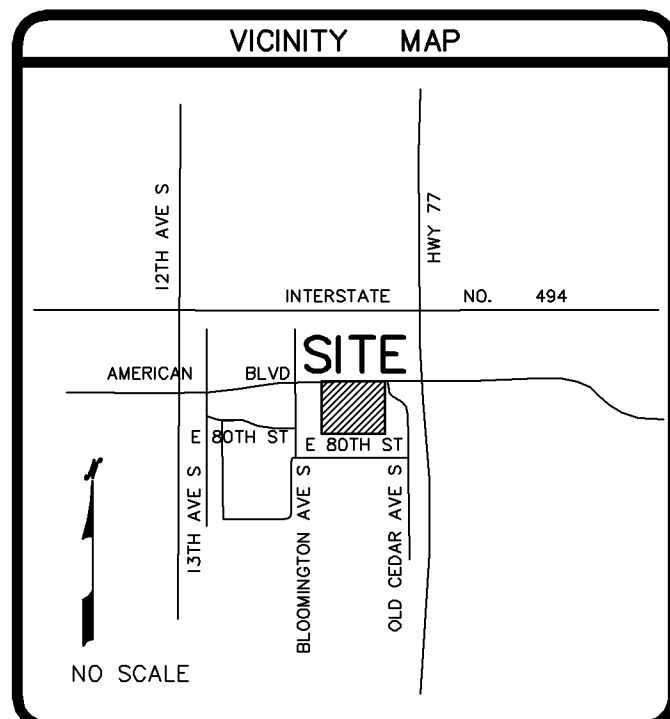 VICINITY MAP
12TH AVE S
HWY 77
INTERSTATE NO. 494
SITE
AMERICAN BLVD
E 80TH ST
E 80TH ST
13TH AVE S
BLOOMINGTON AVE S
OLD CEDAR AVE S
N
NO SCALE